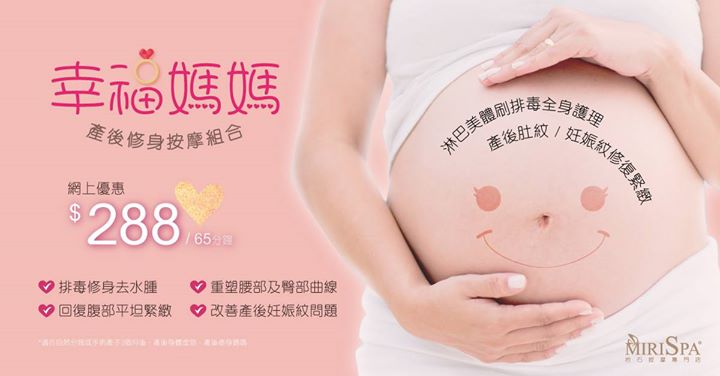 幸福媽媽
產後修身按摩組合
淋巴美體刷排毒全身護理
產後肚紋 / 妊娠紋修復緊緻
網上優惠
$288 / 65分鐘
排毒修身去水腫
重塑腰部及臀部曲線
回復腹部平坦緊緻
改善產後妊娠紋問題
MIRISPA®